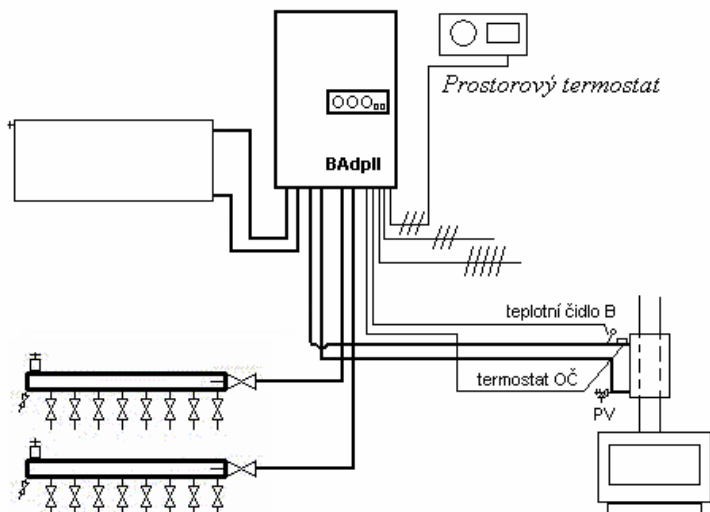 Prostorový termostat
BAdpII
teplotní čidlo B
termostat OČ
PV